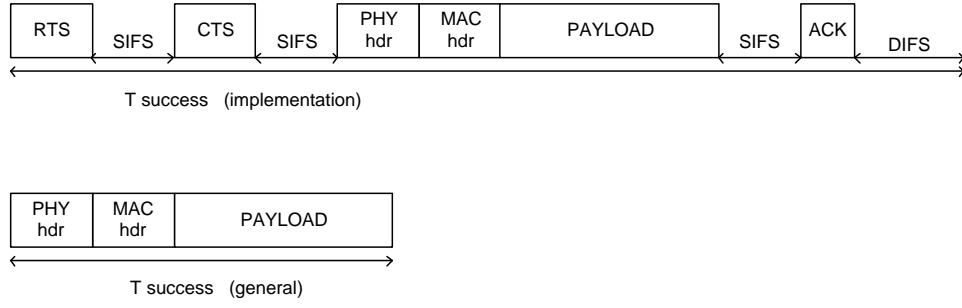 RTS SIFS CTS SIFS PHY hdr MAC hdr PAYLOAD SIFS ACK DIFS
T success (implementation)
PHY hdr MAC hdr PAYLOAD
T success (general)